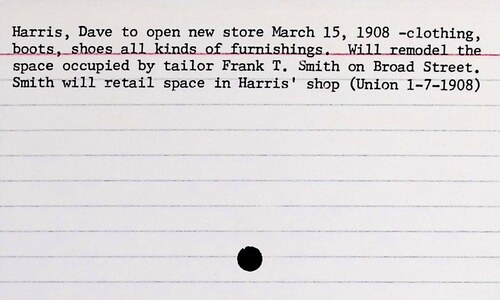 Harris, Dave to open new store March 15, 1908 -clothing,
boots, shoes all kinds of furnishings.  Will remodel the
space occupied by tailor Frank T. Smith on Broad Street.
Smith will retail space in Harris' shop (Union 1-7-1908)